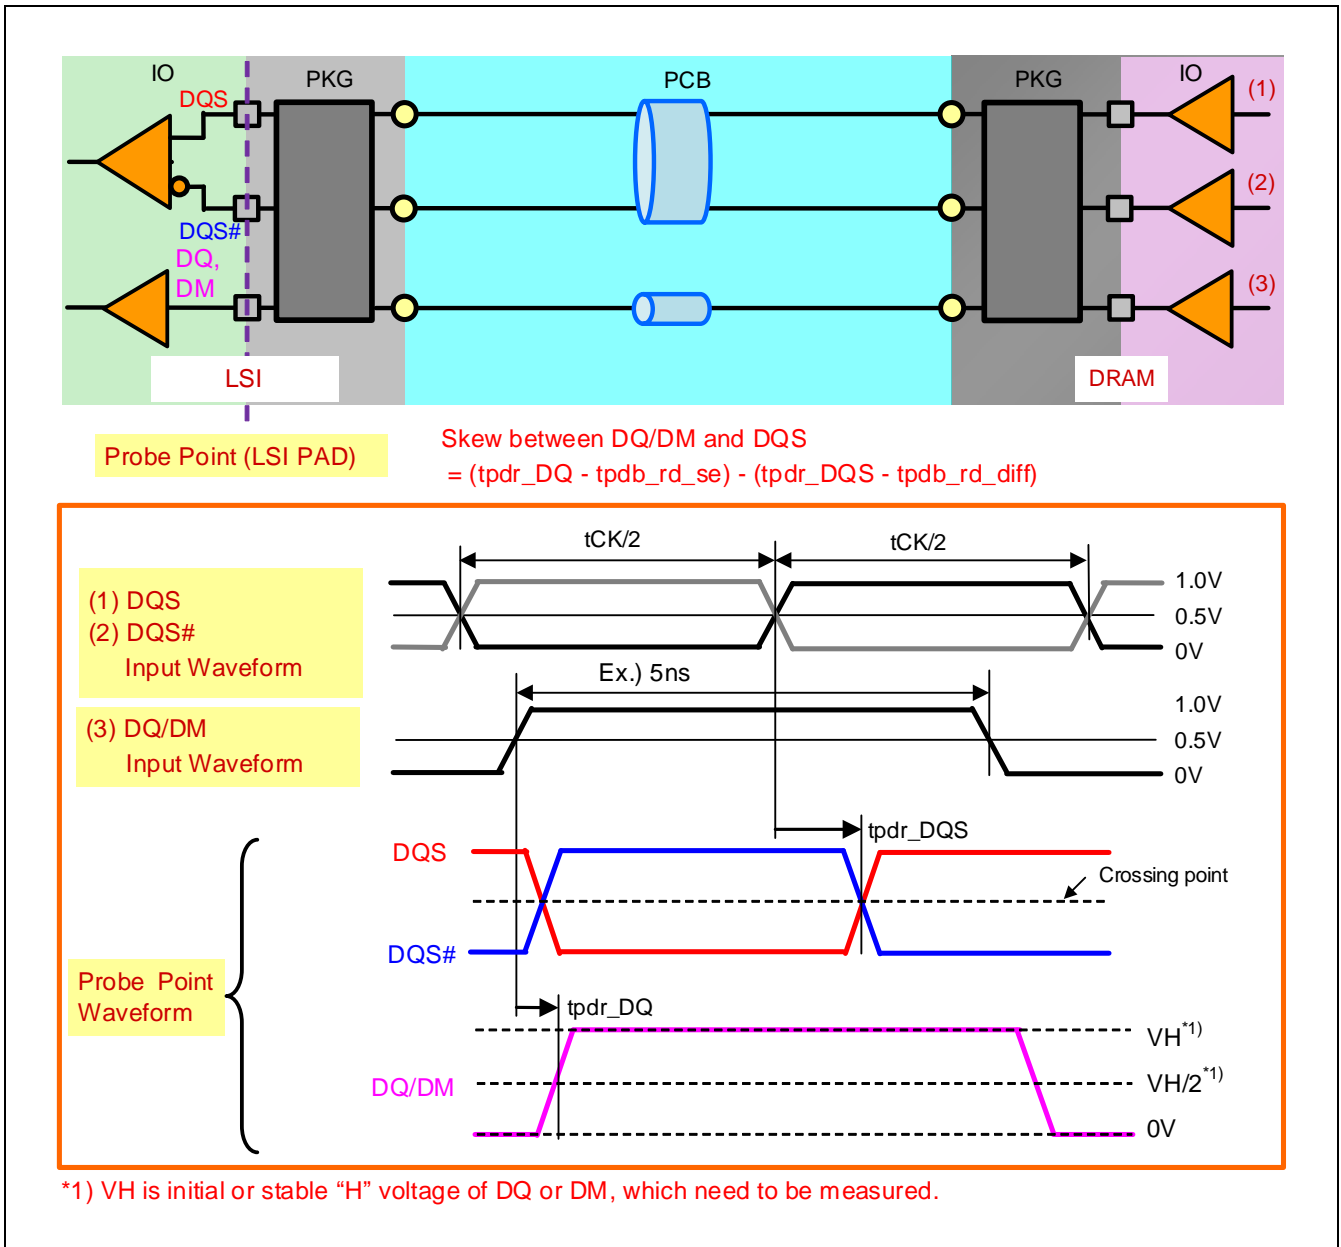 IO
PKG
PCB
PKG
IO
DQS
(1)
(2)
DQS#
DQ,
DM
(3)
LSI
DRAM
Probe Point (LSI PAD)
Skew between DQ/DM and DQS
= (tpdr_DQ - tpdb_rd_se) - (tpdr_DQS - tpdb_rd_diff)
tCK/2
tCK/2
(1) DQS
(2) DQS#
Input Waveform
1.0V
0.5V
0V
Ex.) 5ns
(3) DQ/DM
Input Waveform
1.0V
0.5V
0V
tpdr_DQS
DQS
Crossing point
DQS#
Probe Point
Waveform
tpdr_DQ
VH*1)
DQ/DM
VH/2*1)
0V
*1) VH is initial or stable “H” voltage of DQ or DM, which need to be measured.